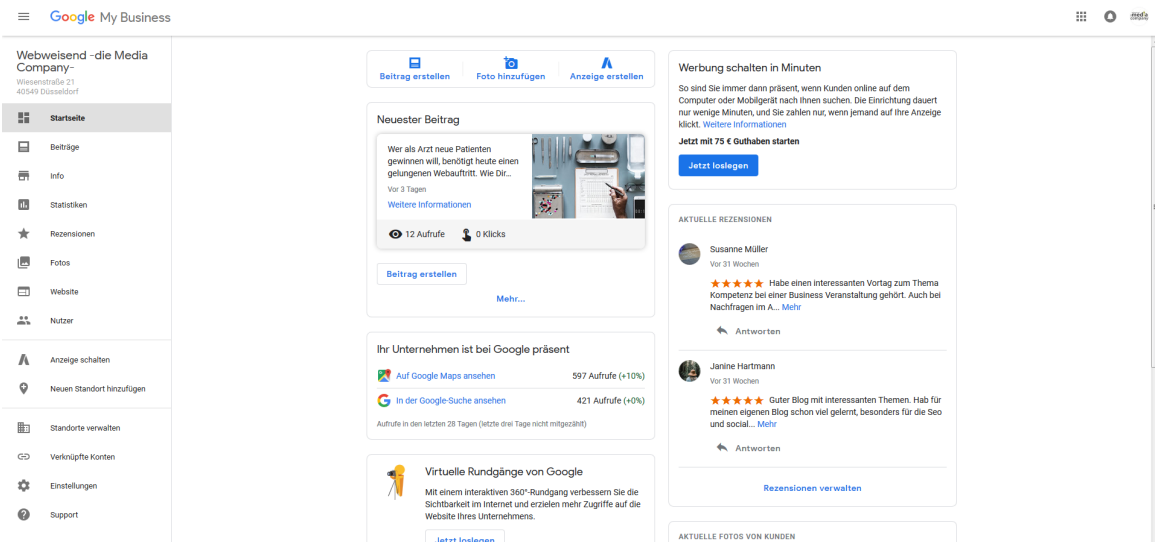 Google My Business
media
company
Webweisend -die Media
Company-
Wiesenstraße 21
40549 Düsseldorf
Startseite
Beiträge
Info
Statistiken
Rezensionen
Fotos
Website
Nutzer
Anzeige schalten
Neuen Standort hinzufügen
Standorte verwalten
Verknüpfte Konten
Einstellungen
Support
Beitrag erstellen
Foto hinzufügen
Anzeige erstellen
Neuester Beitrag
Wer als Arzt neue Patienten
gewinnen will, benötigt heute einen
gelungenen Webauftritt. Wie Dir...
Vor 3 Tagen
Weitere Informationen
12 Aufrufe
0 Klicks
Beitrag erstellen
Mehr...
Ihr Unternehmen ist bei Google präsent
Auf Google Maps ansehen 597 Aufrufe (+10%)
In der Google-Suche ansehen 421 Aufrufe (+0%)
Aufrufe in den letzten 28 Tagen (letzte drei Tage nicht mitgezählt)
Virtuelle Rundgänge von Google
Mit einem interaktiven 360°-Rundgang verbessern Sie die
Sichtbarkeit im Internet und erzielen mehr Zugriffe auf die
Website Ihres Unternehmens.
Jetzt loslegen
Werbung schalten in Minuten
So sind Sie immer dann präsent, wenn Kunden online auf dem
Computer oder Mobilgerät nach Ihnen suchen. Die Einrichtung dauert
nur wenige Minuten, und Sie zahlen nur, wenn jemand auf Ihre Anzeige
klickt. Weitere Informationen
Jetzt mit 75 € Guthaben starten
Jetzt loslegen
AKTUELLE REZENSIONEN
Susanne Müller
Vor 31 Wochen
Habe einen interessanten Vortag zum Thema
Kompetenz bei einer Business Veranstaltung gehört. Auch bei
Nachfragen im A... Mehr
Antworten
Janine Hartmann
Vor 31 Wochen
Guter Blog mit interessanten Themen. Hab für
meinen eigenen Blog schon viel gelernt, besonders für die Seo
und social... Mehr
Antworten
Rezensionen verwalten
AKTUELLE FOTOS VON KUNDEN